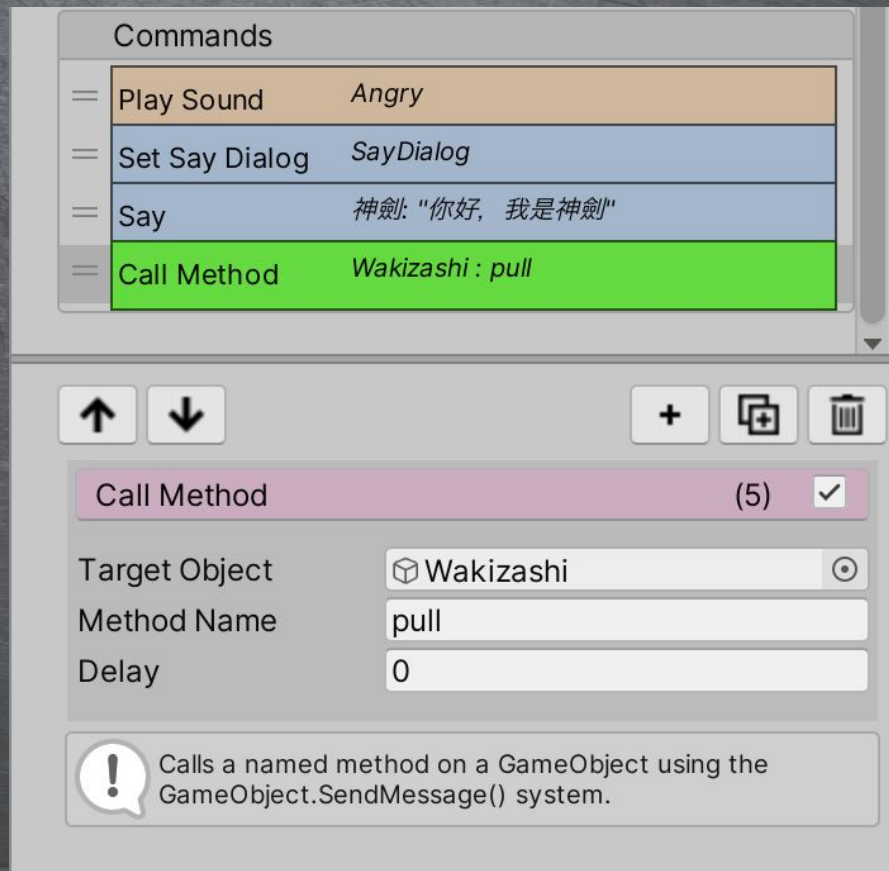 Commands
Play Sound Angry
Set Say Dialog SayDialog
Say 神劍: "你好，我是神劍"
Call Method Wakizashi : pull
Call Method (5)
Target Object Wakizashi
Method Name pull
Delay 0
Calls a named method on a GameObject using the
GameObject.SendMessage() system.